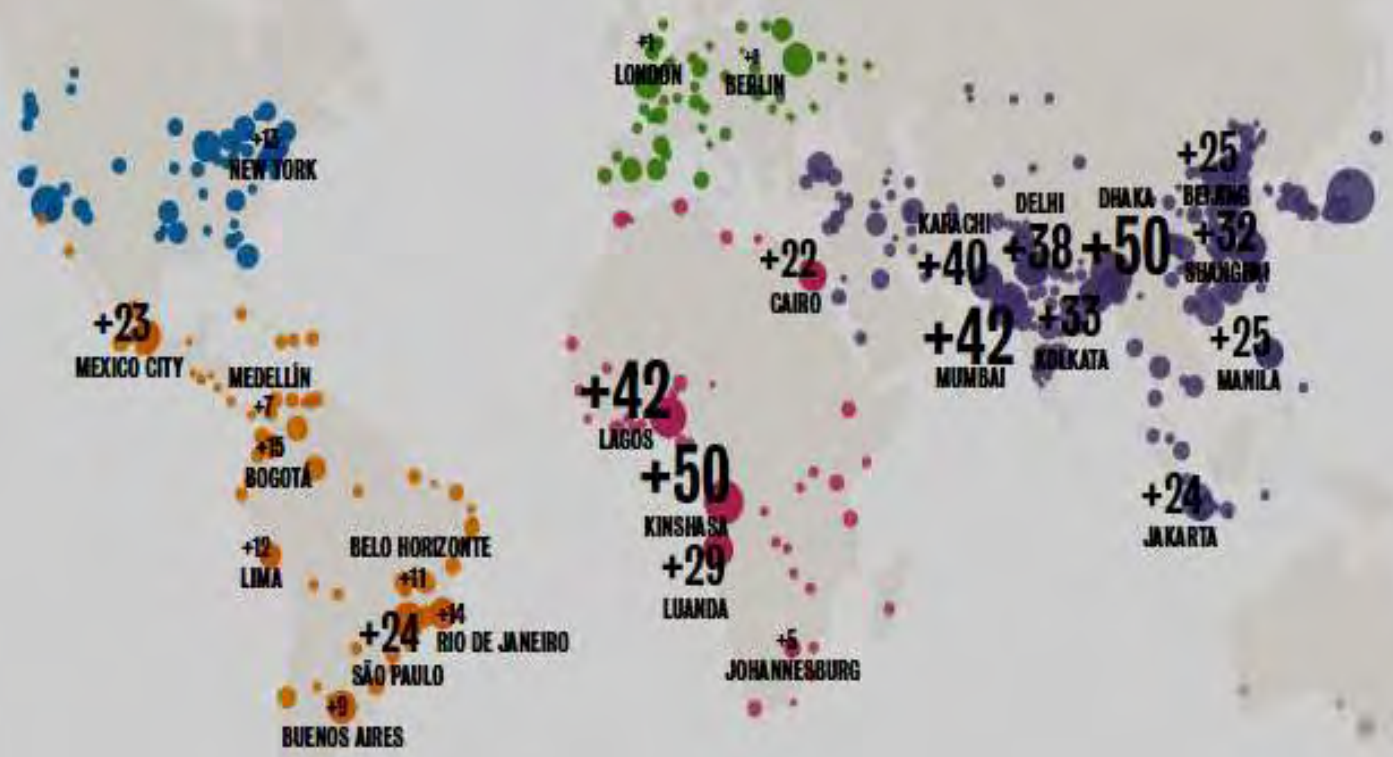 +1
LONDON
+1
BERLIN
+13
NEW YORK
+25
BEIJING
DELHI
DHAKA
KARACHI
+38
+50
+32
SHANGHAI
+40
+22
CAIRO
+23
MEXICO CITY
+33
KOLKATA
+42
MUMBAI
+25
MANILA
MEDELLÍN
+7
+42
LAGOS
+15
BOGOTÁ
+50
KINSHASA
+24
JAKARTA
+12
LIMA
BELO HORIZONTE
+11
+29
LUANDA
+24
+14
RIO DE JANEIRO
SÃO PAULO
+5
JOHANNESBURG
+9
BUENOS AIRES